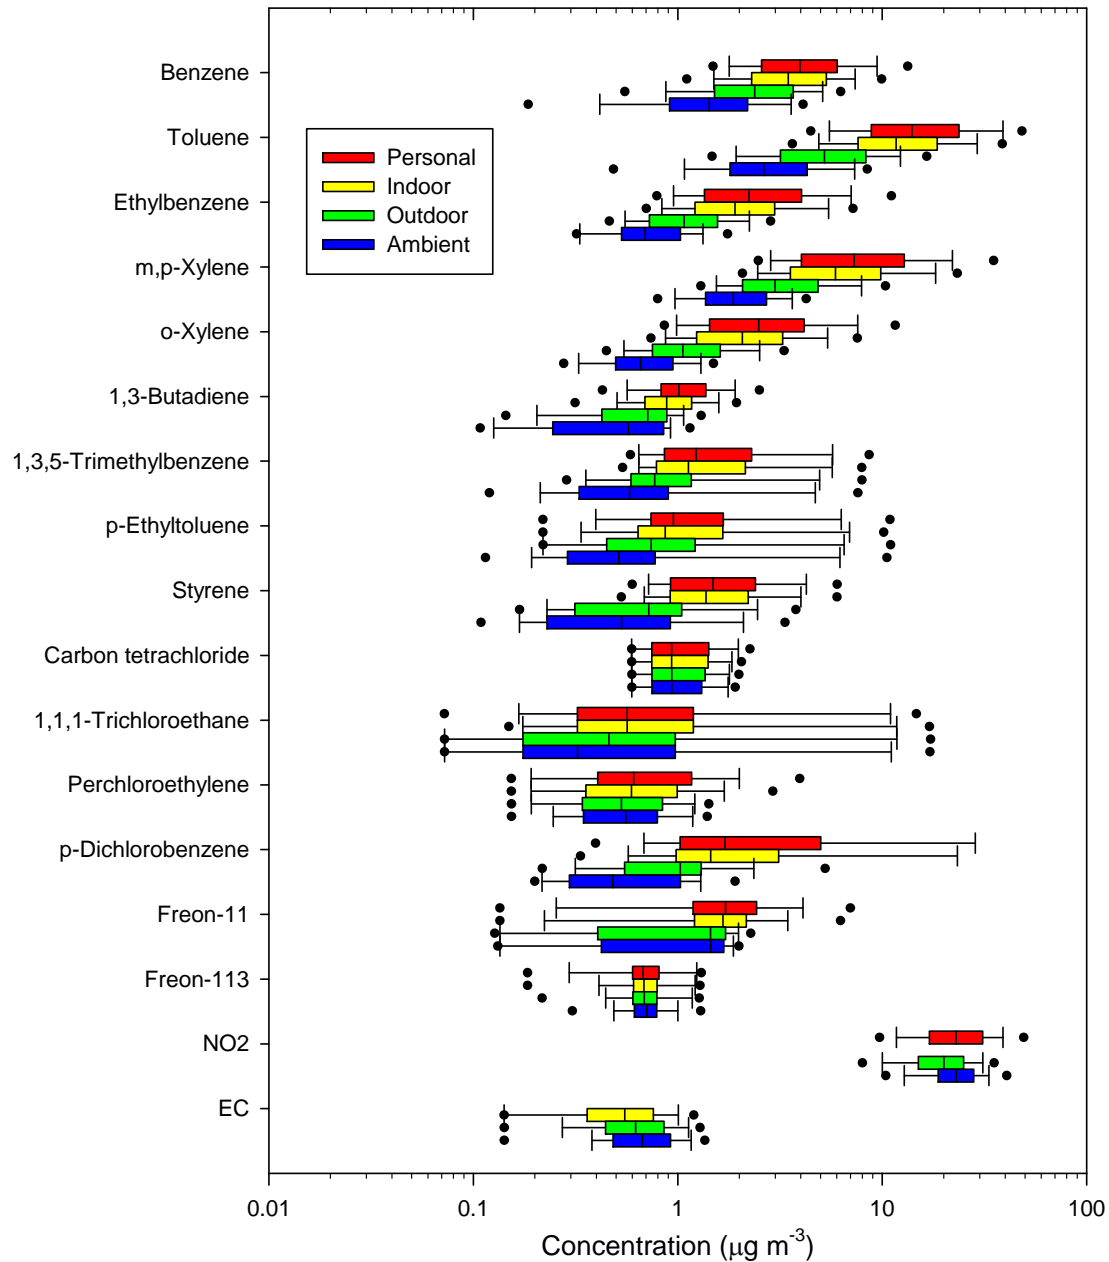 Benzene
Toluene
Personal
Indoor
Outdoor
Ambient
Ethylbenzene
m,p-Xylene
o-Xylene
1,3-Butadiene
1,3,5-Trimethylbenzene
p-Ethyltoluene
Styrene
Carbon tetrachloride
1,1,1-Trichloroethane
Perchloroethylene
p-Dichlorobenzene
Freon-11
Freon-113
NO2
EC
0.01 0.1 1 10 100
Concentration (μg m⁻³)